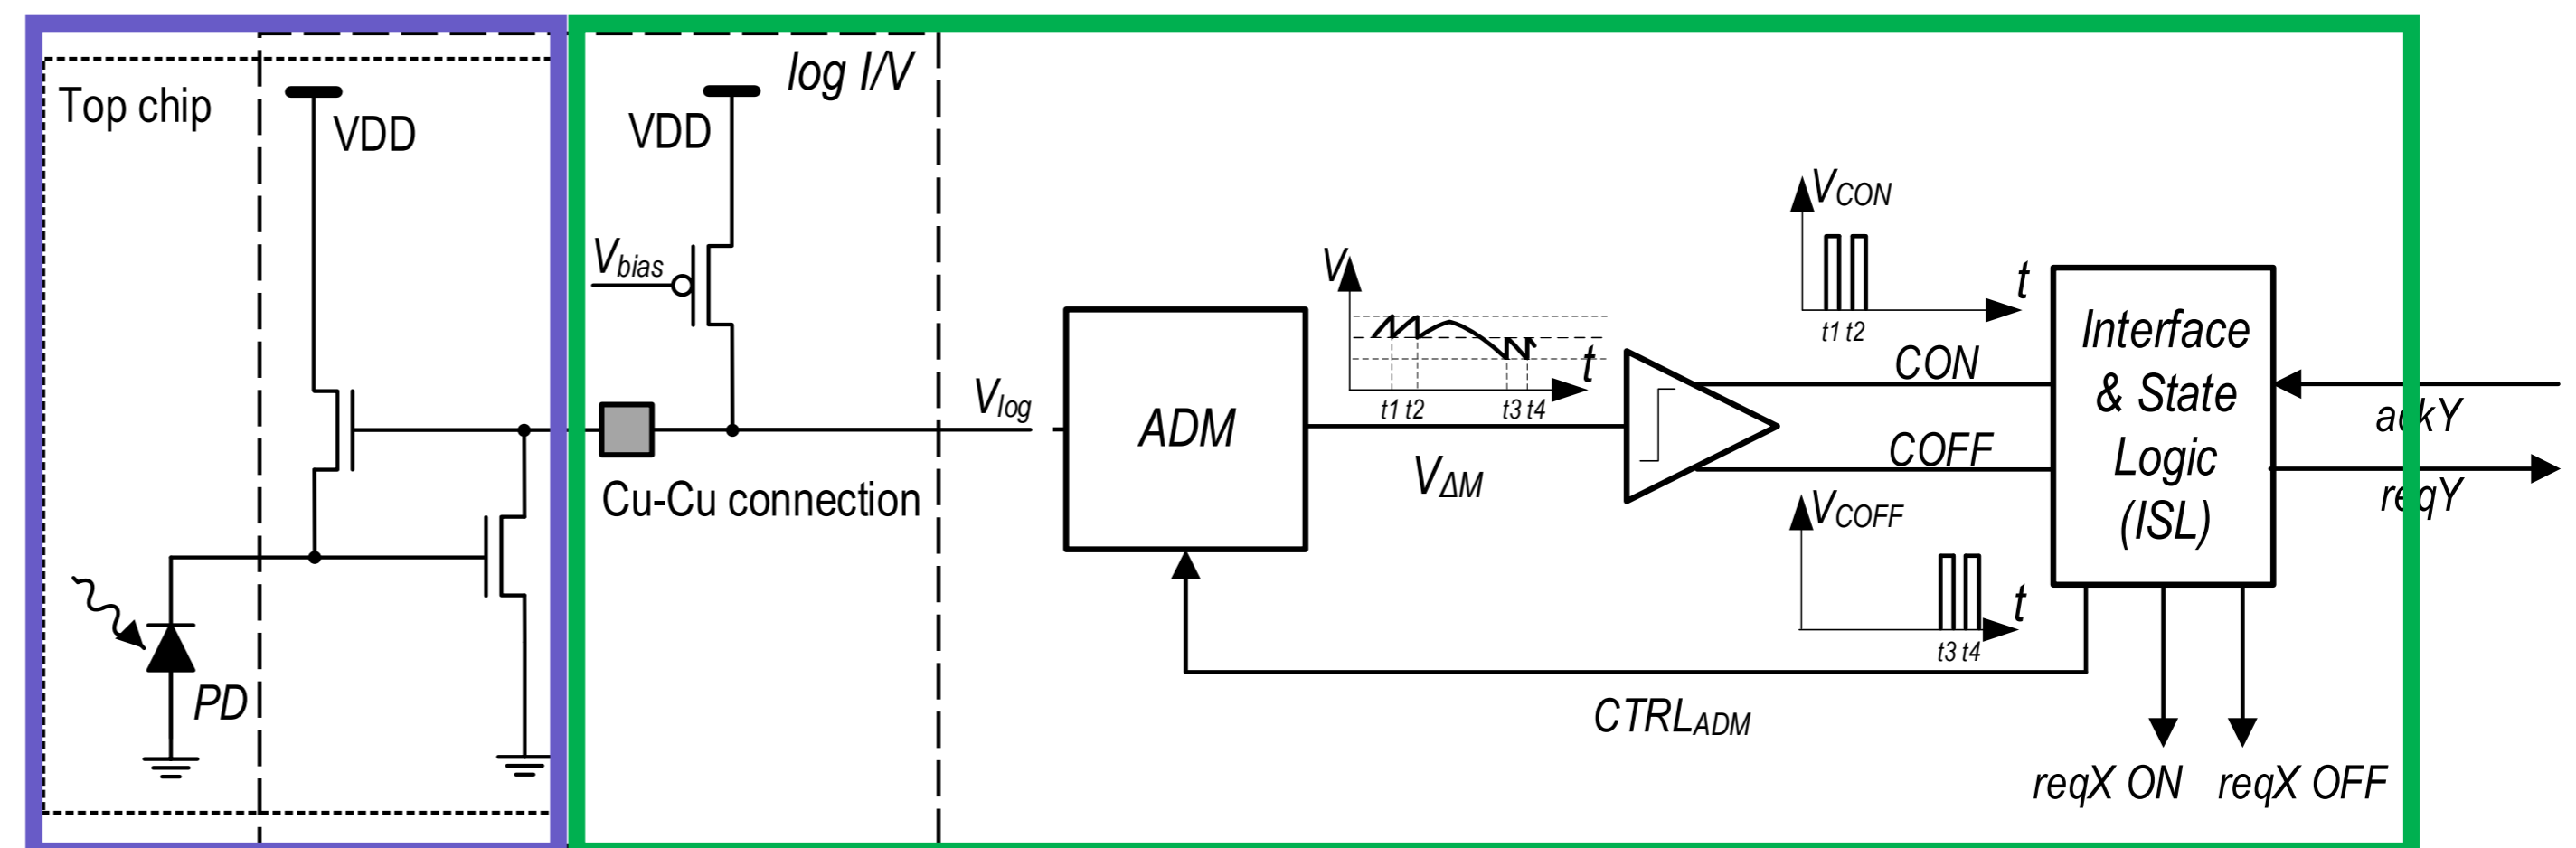 Top chip
VDD
PD
log I/V
VDD
Vbias
Cu-Cu connection
Vlog
ADM
V
t
t1 t2
t3 t4
VΔM
VCON
t
t1 t2
CON
COFF
VCOFF
t
t3 t4
CTRLADM
Interface
& State
Logic
(ISL)
ackY
reqY
reqX ON
reqX OFF